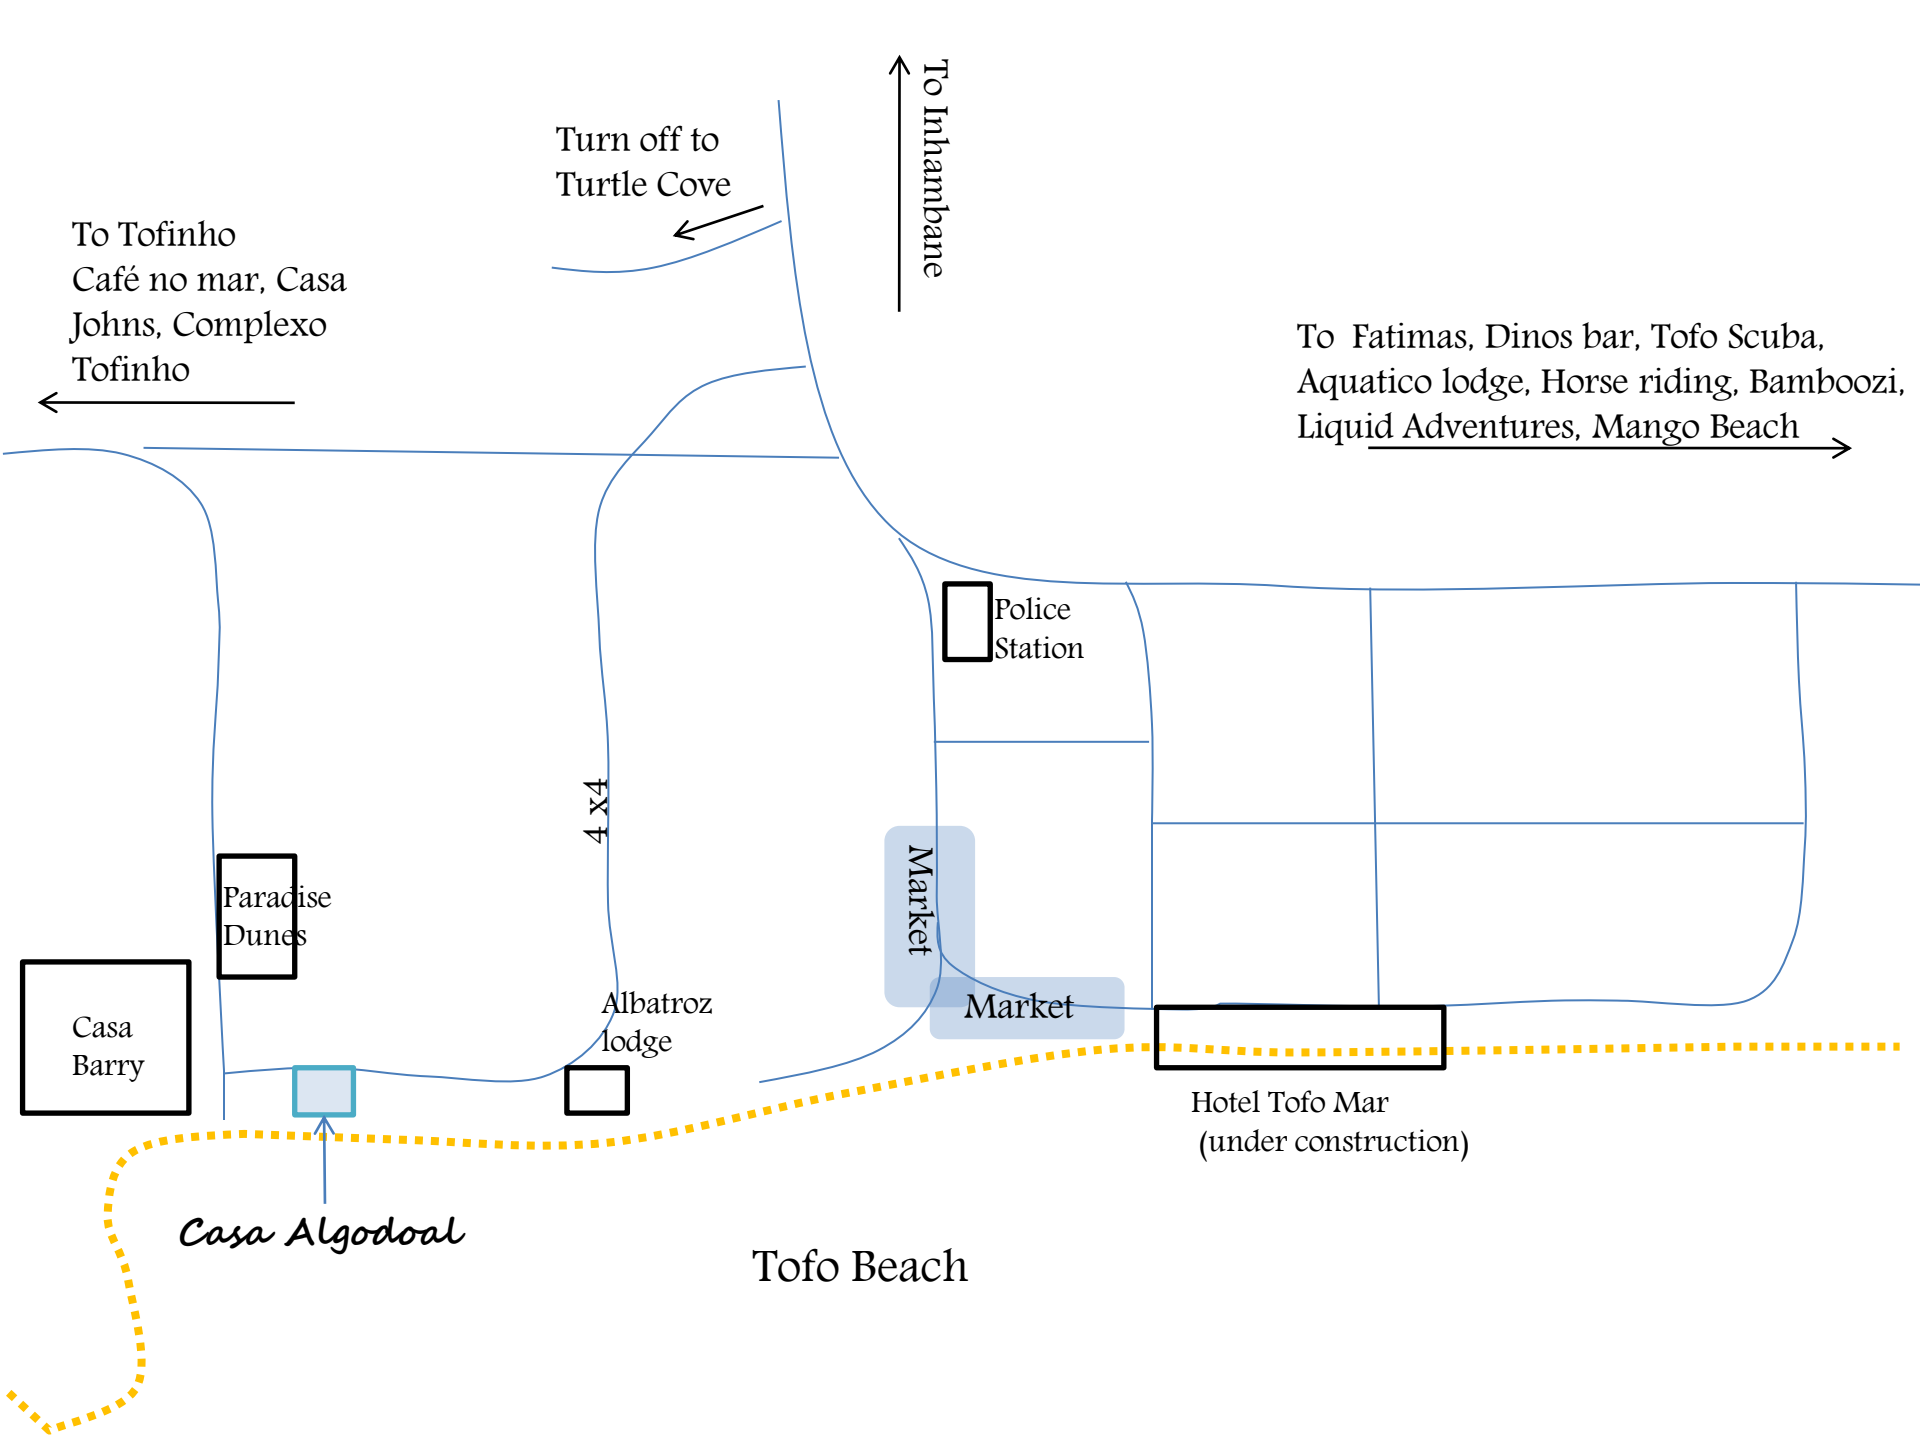 To Inhambane
Turn off to
Turtle Cove
To Tofinho
Café no mar, Casa
Johns, Complexo
Tofinho
To Fatimas, Dinos bar, Tofo Scuba,
Aquatico lodge, Horse riding, Bamboozi,
Liquid Adventures, Mango Beach
Police
Station
4 x4
Market
Paradise
Dunes
Albatroz
lodge
Market
Casa
Barry
Hotel Tofo Mar
(under construction)
Casa Algodoal
Tofo Beach